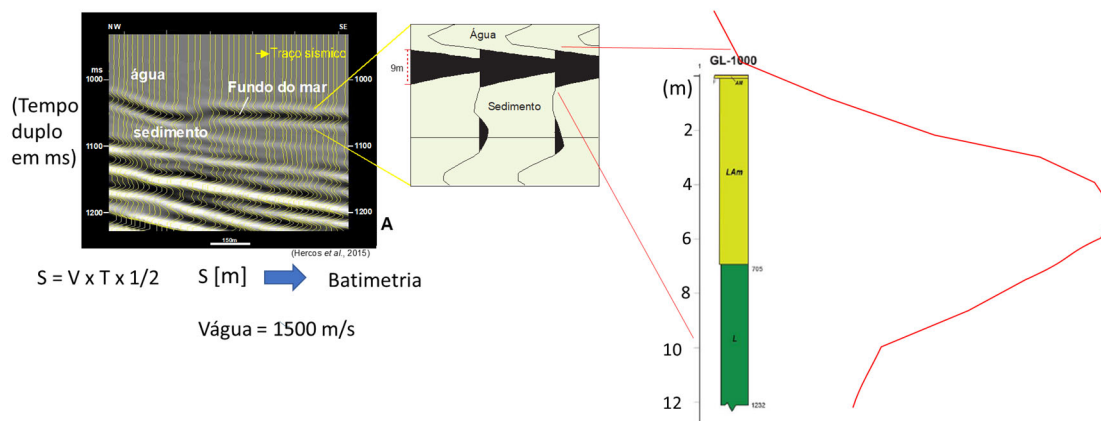 NW
SE
ms
1000
1100
1200
(Tempo
duplo
em ms)
água
Traço sísmico
Fundo do mar
sedimento
1000
1100
1200
150m
A
(Hercos et al., 2015)
Água
9m
Sedimento
S = V x T x 1/2
S [m]
Batimetria
Vágua = 1500 m/s
GL-1000
(m)
2
4
6
8
10
12
LAm
705
L
1232